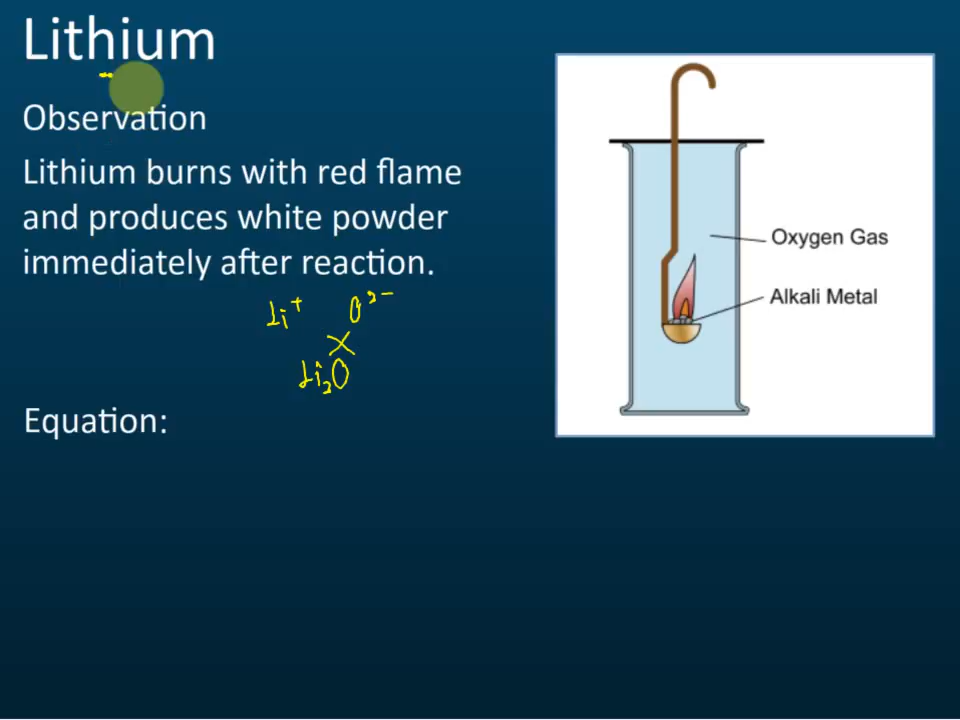 Lithium
Observation
Lithium burns with red flame
and produces white powder
immediately after reaction.
Li⁺ O²⁻
Li₂O
Equation:
Oxygen Gas
Alkali Metal